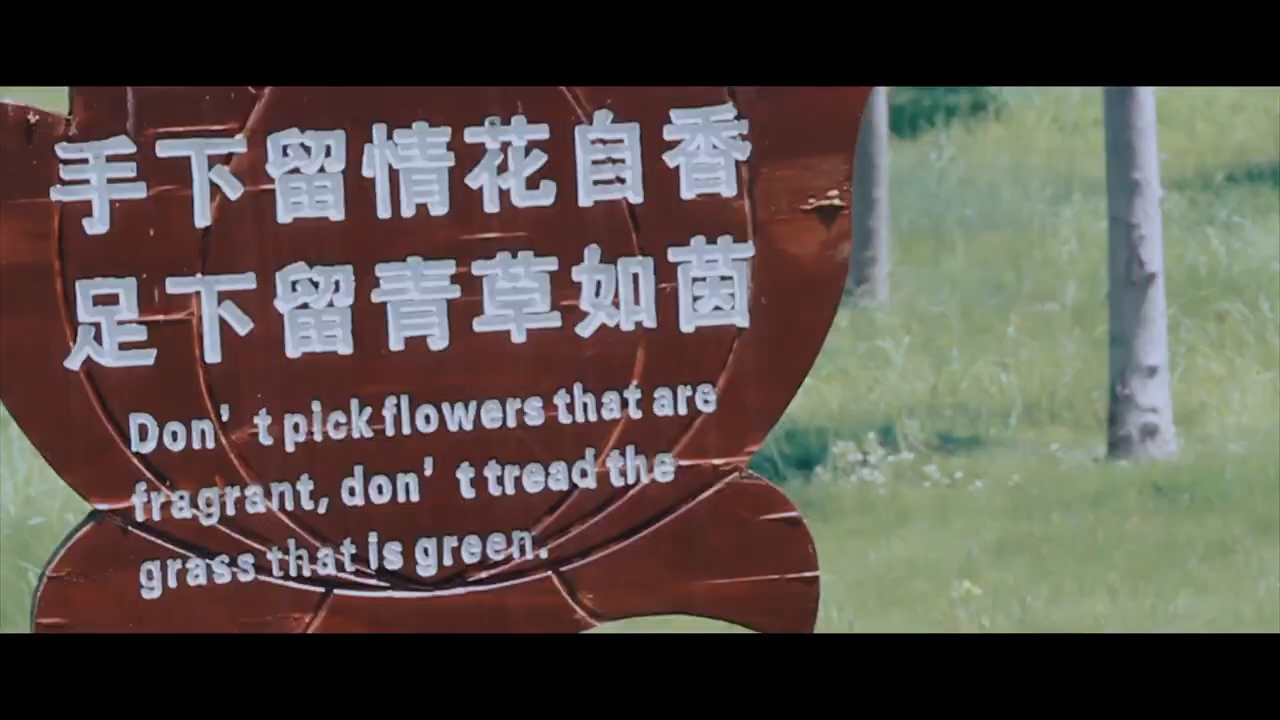 手下留情花自香
足下留青草如茵
Don't pick flowers that are
fragrant, don't tread the
grass that is green.